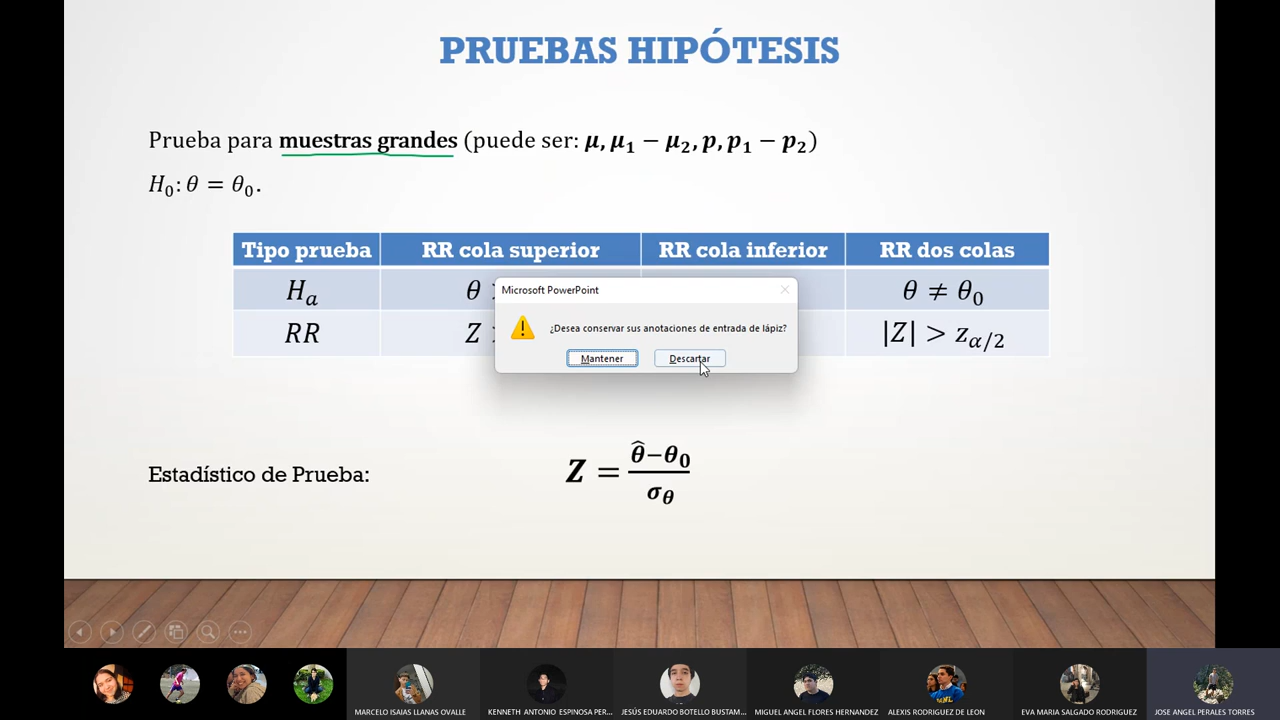 PRUEBAS HIPÓTESIS
Prueba para muestras grandes (puede ser: μ, μ₁ − μ₂, p, p₁ − p₂)
H₀: θ = θ₀.
Tipo prueba RR cola superior RR cola inferior RR dos colas
Hₐ θ θ ≠ θ₀
RR Z |Z| > z_{α/2}
Microsoft PowerPoint
¿Desea conservar sus anotaciones de entrada de lápiz?
Mantener Descartar
Estadístico de Prueba: Z = (θ̂−θ₀)/σ_θ
MARCELO ISAIAS LLANAS OVALLE KENNETH ANTONIO ESPINOSA PER... JESÚS EDUARDO BOTELLO BUSTAM... MIGUEL ANGEL FLORES HERNANDEZ ALEXIS RODRIGUEZ DE LEON EVA MARIA SALGADO RODRIGUEZ JOSE ANGEL PERALES TORRES